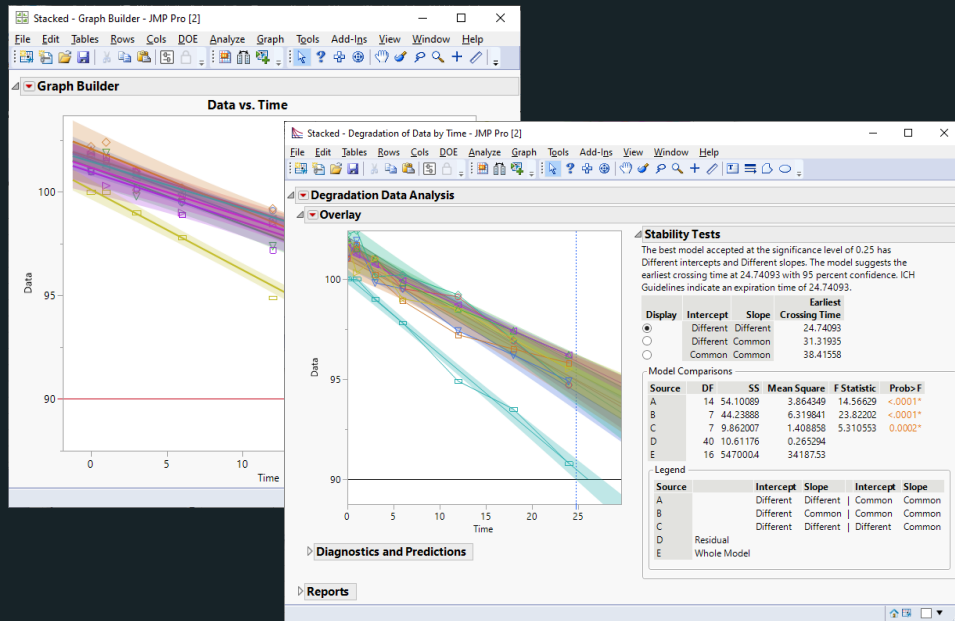 Stacked - Graph Builder - JMP Pro [2]
File Edit Tables Rows Cols DOE Analyze Graph Tools Add-Ins View Window Help
Graph Builder
Data vs. Time
100
95
90
Data
0 5 10
Time
Stacked - Degradation of Data by Time - JMP Pro [2]
File Edit Tables Rows Cols DOE Analyze Graph Tools Add-Ins View Window Help
Degradation Data Analysis
Overlay
100
95
90
Data
0 5 10 15 20 25
Time
Diagnostics and Predictions
Reports
Stability Tests
The best model accepted at the significance level of 0.25 has
Different intercepts and Different slopes. The model suggests the
earliest crossing time at 24.74093 with 95 percent confidence. ICH
Guidelines indicate an expiration time of 24.74093.
Earliest
Display Intercept Slope Crossing Time
Different Different 24.74093
Different Common 31.31935
Common Common 38.41558
Model Comparisons
Source DF SS Mean Square F Statistic Prob>F
A 14 54.10089 3.864349 14.56629 <.0001*
B 7 44.23888 6.319841 23.82202 <.0001*
C 7 9.862007 1.408858 5.310553 0.0002*
D 40 10.61176 0.265294
E 16 547000.4 34187.53
Legend
Source Intercept Slope Intercept Slope
A Different Different | Common Common
B Different Common | Common Common
C Different Different | Different Common
D Residual
E Whole Model